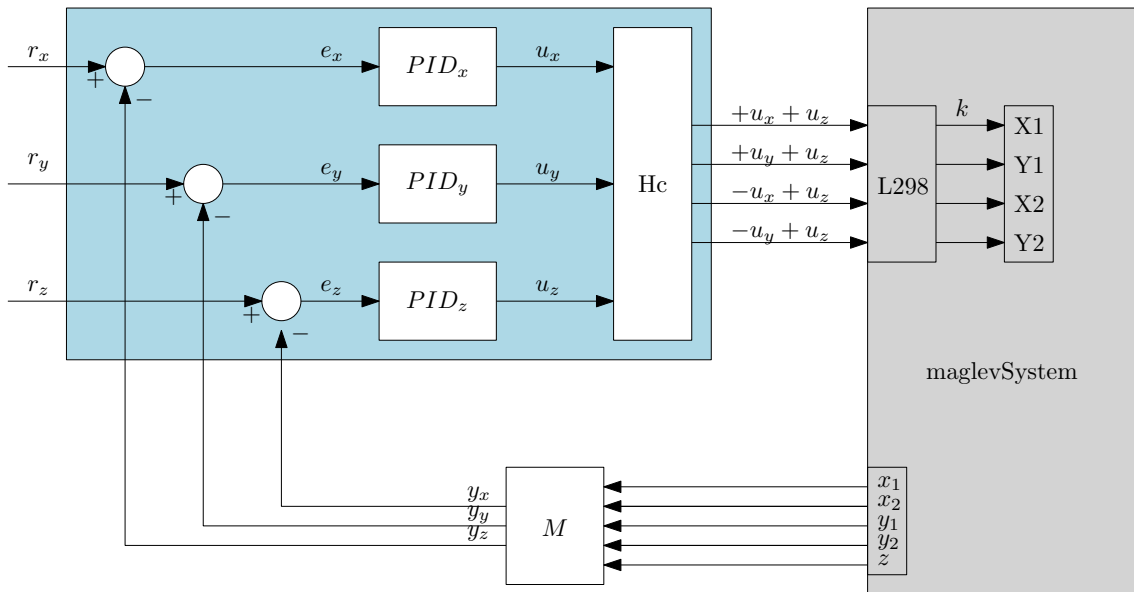 r_x
+
−
e_x
PID_x
u_x
r_y
+
−
e_y
PID_y
u_y
r_z
+
−
e_z
PID_z
u_z
Hc
+u_x + u_z
+u_y + u_z
−u_x + u_z
−u_y + u_z
L298
k
X1
Y1
X2
Y2
maglevSystem
y_x
y_y
y_z
M
x_1
x_2
y_1
y_2
z